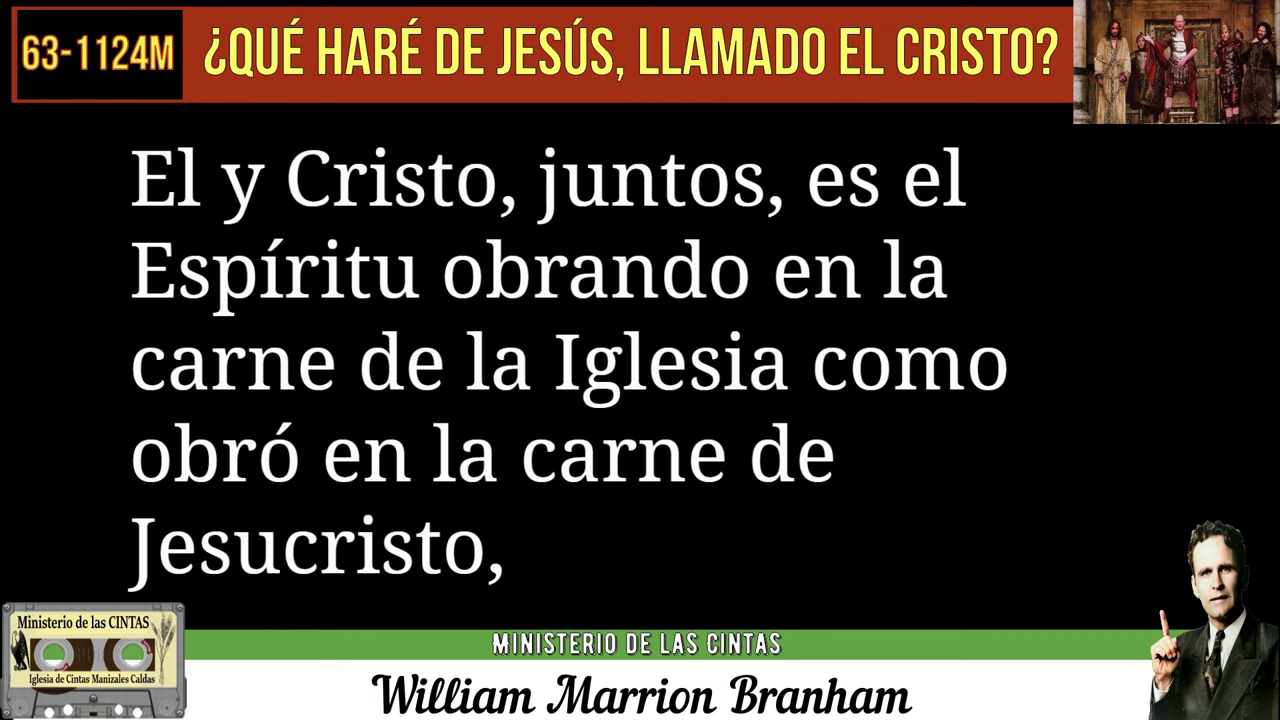 63-1124M
¿QUÉ HARÉ DE JESÚS, LLAMADO EL CRISTO?
El y Cristo, juntos, es el
Espíritu obrando en la
carne de la Iglesia como
obró en la carne de
Jesucristo,
Ministerio de las CINTAS
Iglesia de Cintas Manizales Caldas
MINISTERIO DE LAS CINTAS
William Marrion Branham